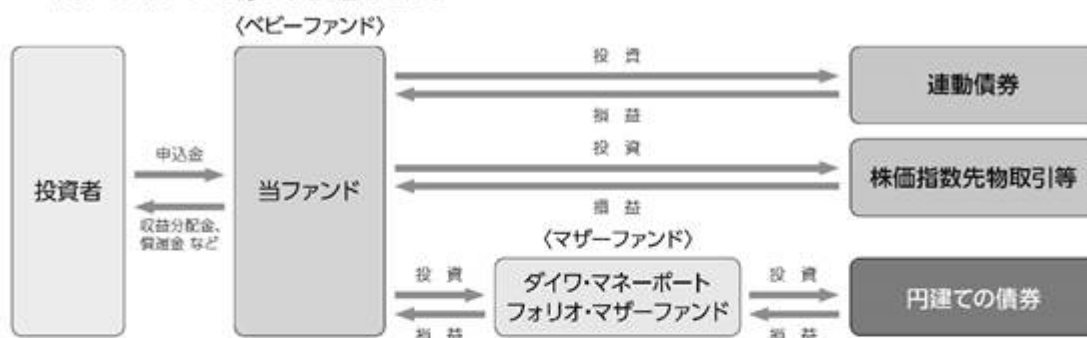 〈ベビーファンド〉
投資者
申込金
収益分配金、
償還金 など
当ファンド
投 資
損 益
連動債券
投 資
損 益
株価指数先物取引等
〈マザーファンド〉
投 資
損 益
ダイワ・マネーポート
フォリオ・マザーファンド
投 資
損 益
円建ての債券